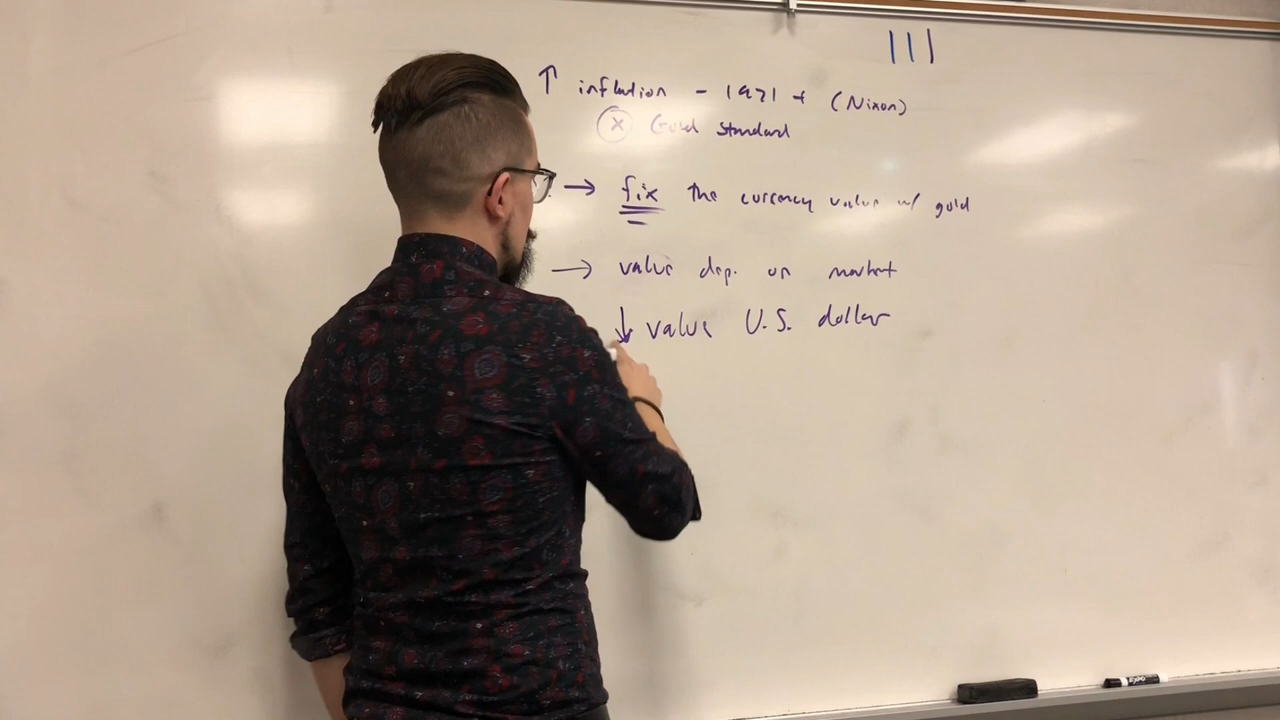 |||
↑ inflation - 1971 + (Nixon)
ⓧ Gold standard
→ fix the currency value w/ gold
→ value dep. on market
↓ value U.S. dollar